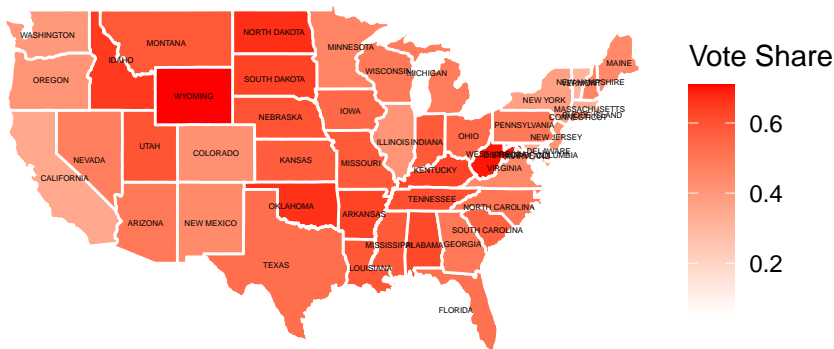 Vote Share
0.6
0.4
0.2
WASHINGTON
MONTANA
NORTH DAKOTA
MINNESOTA
MAINE
IDAHO
OREGON
WISCONSIN
MICHIGAN
SOUTH DAKOTA
WYOMING
NEW YORK
MASSACHUSETTS
CONNECTICUT
IOWA
NEBRASKA
PENNSYLVANIA
NEW JERSEY
OHIO
ILLINOIS
INDIANA
NEVADA
UTAH
COLORADO
KANSAS
MISSOURI
KENTUCKY
VIRGINIA
DELAWARE
CALIFORNIA
OKLAHOMA
ARKANSAS
TENNESSEE
NORTH CAROLINA
ARIZONA
NEW MEXICO
SOUTH CAROLINA
MISSISSIPPI
ALABAMA
GEORGIA
TEXAS
LOUISIANA
FLORIDA